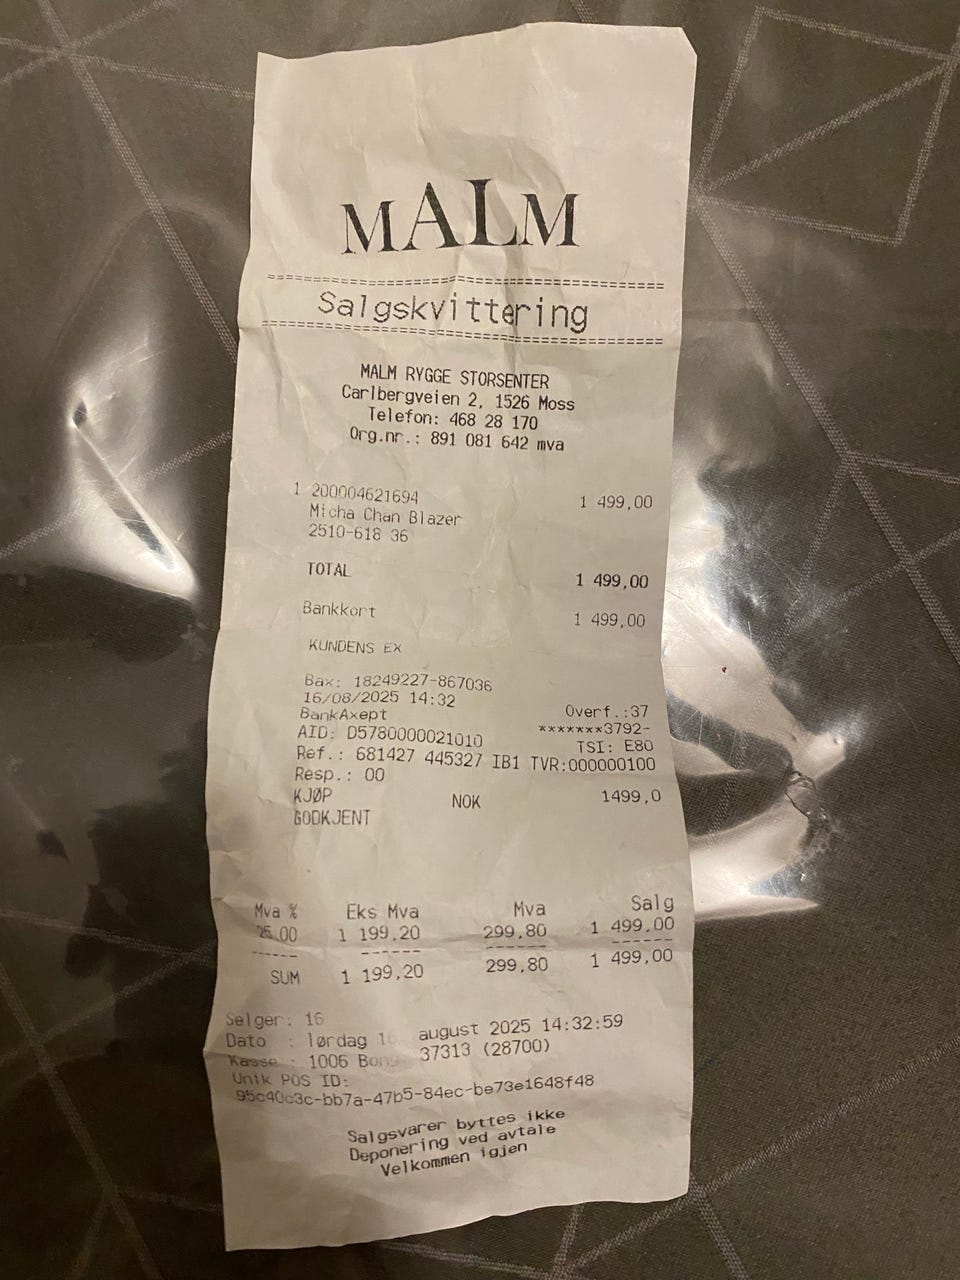 MALM
Salgskvittering
MALM RYGGE STORSENTER
Carlbergveien 2, 1526 Moss
Telefon: 468 28 170
Org.nr.: 891 081 642 mva
1 200004621694 1 499,00
Micha Chan Blazer
2510-618 36
TOTAL 1 499,00
Bankkort 1 499,00
KUNDENS EX
Bax: 18249227-867036
16/08/2025 14:32 Overf.:37
BankAxept *******3792-
AID: D5780000021010 TSI: E80
Ref.: 681427 445327 IB1 TVR:000000100
Resp.: 00
KJØP NOK 1499,0
GODKJENT
Mva % Eks Mva Mva Salg
25,00 1 199,20 299,80 1 499,00
------ ------ ------ ------
SUM 1 199,20 299,80 1 499,00
Selger: 16
Dato : lørdag 16 august 2025 14:32:59
Kasse : 1006 Bong 37313 (28700)
Unik POS ID:
95c40c3c-bb7a-47b5-84ec-be73e1648f48
Salgsvarer byttes ikke
Deponering ved avtale
Velkommen igjen